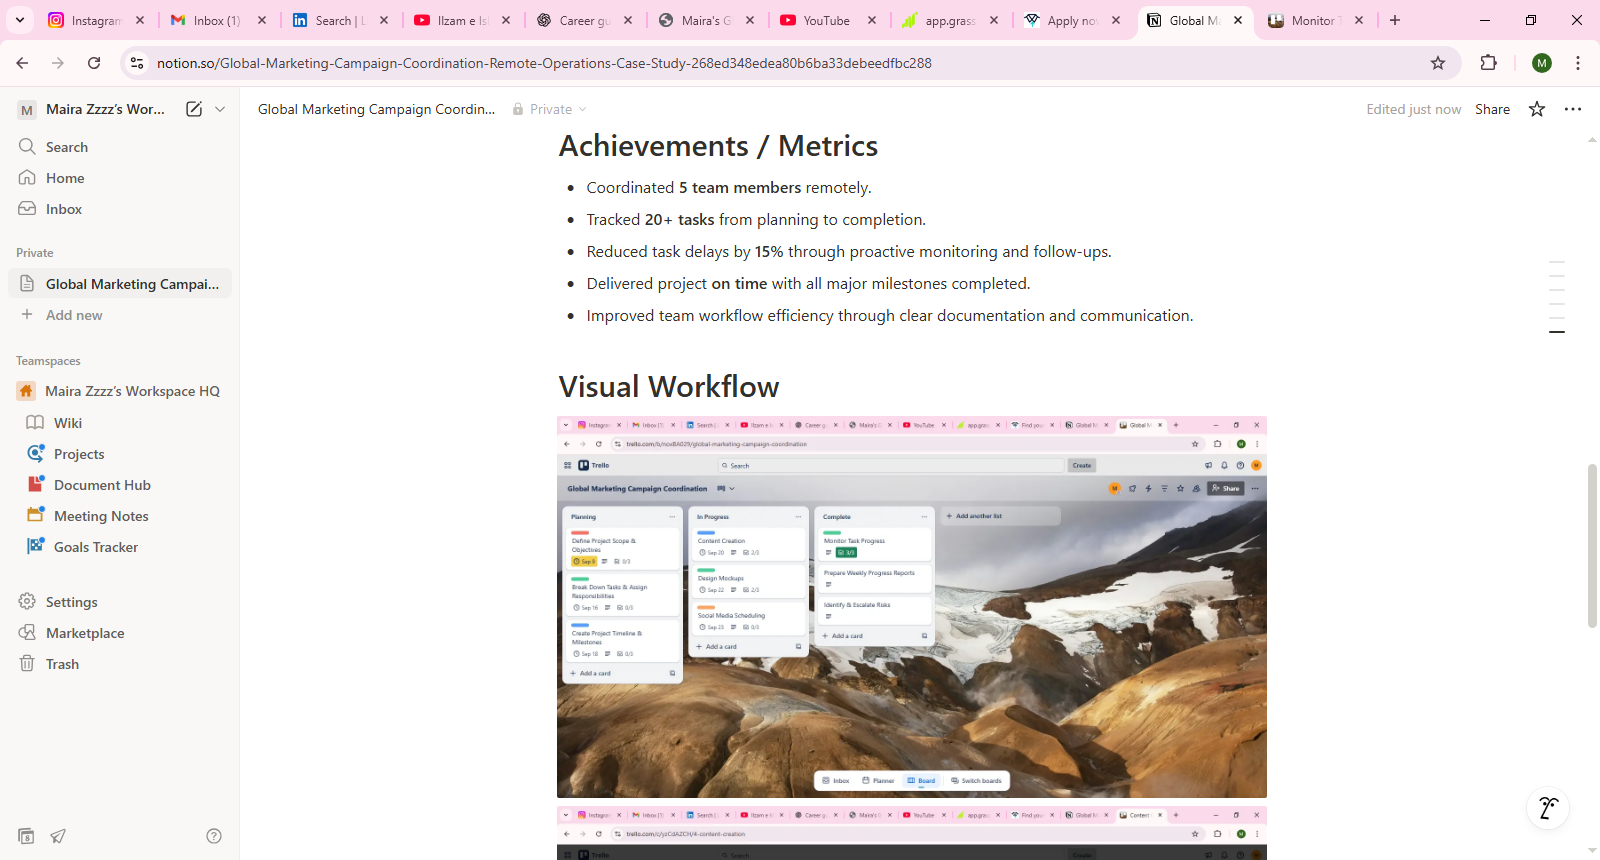 Instagram
Inbox (1)
Search | L
Ilzam e Is
Career gu
Maira's G
YouTube
app.grass
Apply no
Global Ma
Monitor T
notion.so/Global-Marketing-Campaign-Coordination-Remote-Operations-Case-Study-268ed348edea80b6ba33debeedfbc288
M
M Maira Zzzz's Wor...
Global Marketing Campaign Coordin...
Private
Edited just now
Share
Search
Home
Inbox
Private
Global Marketing Campai...
Add new
Teamspaces
Maira Zzzz's Workspace HQ
Wiki
Projects
Document Hub
Meeting Notes
Goals Tracker
Settings
Marketplace
Trash
Achievements / Metrics
Coordinated 5 team members remotely.
Tracked 20+ tasks from planning to completion.
Reduced task delays by 15% through proactive monitoring and follow-ups.
Delivered project on time with all major milestones completed.
Improved team workflow efficiency through clear documentation and communication.
Visual Workflow
trello.com/b/noxBA029/global-marketing-campaign-coordination
Trello
Search
Create
Global Marketing Campaign Coordination
Share
Planning
Define Project Scope &
Objectives
Sep 8 0/3
Break Down Tasks & Assign
Responsibilities
Sep 16 0/3
Create Project Timeline &
Milestones
Sep 18 0/3
Add a card
In Progress
Content Creation
Sep 20 2/3
Design Mockups
Sep 22 2/3
Social Media Scheduling
Sep 23 0/3
Add a card
Complete
Monitor Task Progress
3/3
Prepare Weekly Progress Reports
Identify & Escalate Risks
Add a card
Add another list
Inbox
Planner
Board
Switch boards
trello.com/c/yzCdAZCH/4-content-creation
Trello
Search
Create